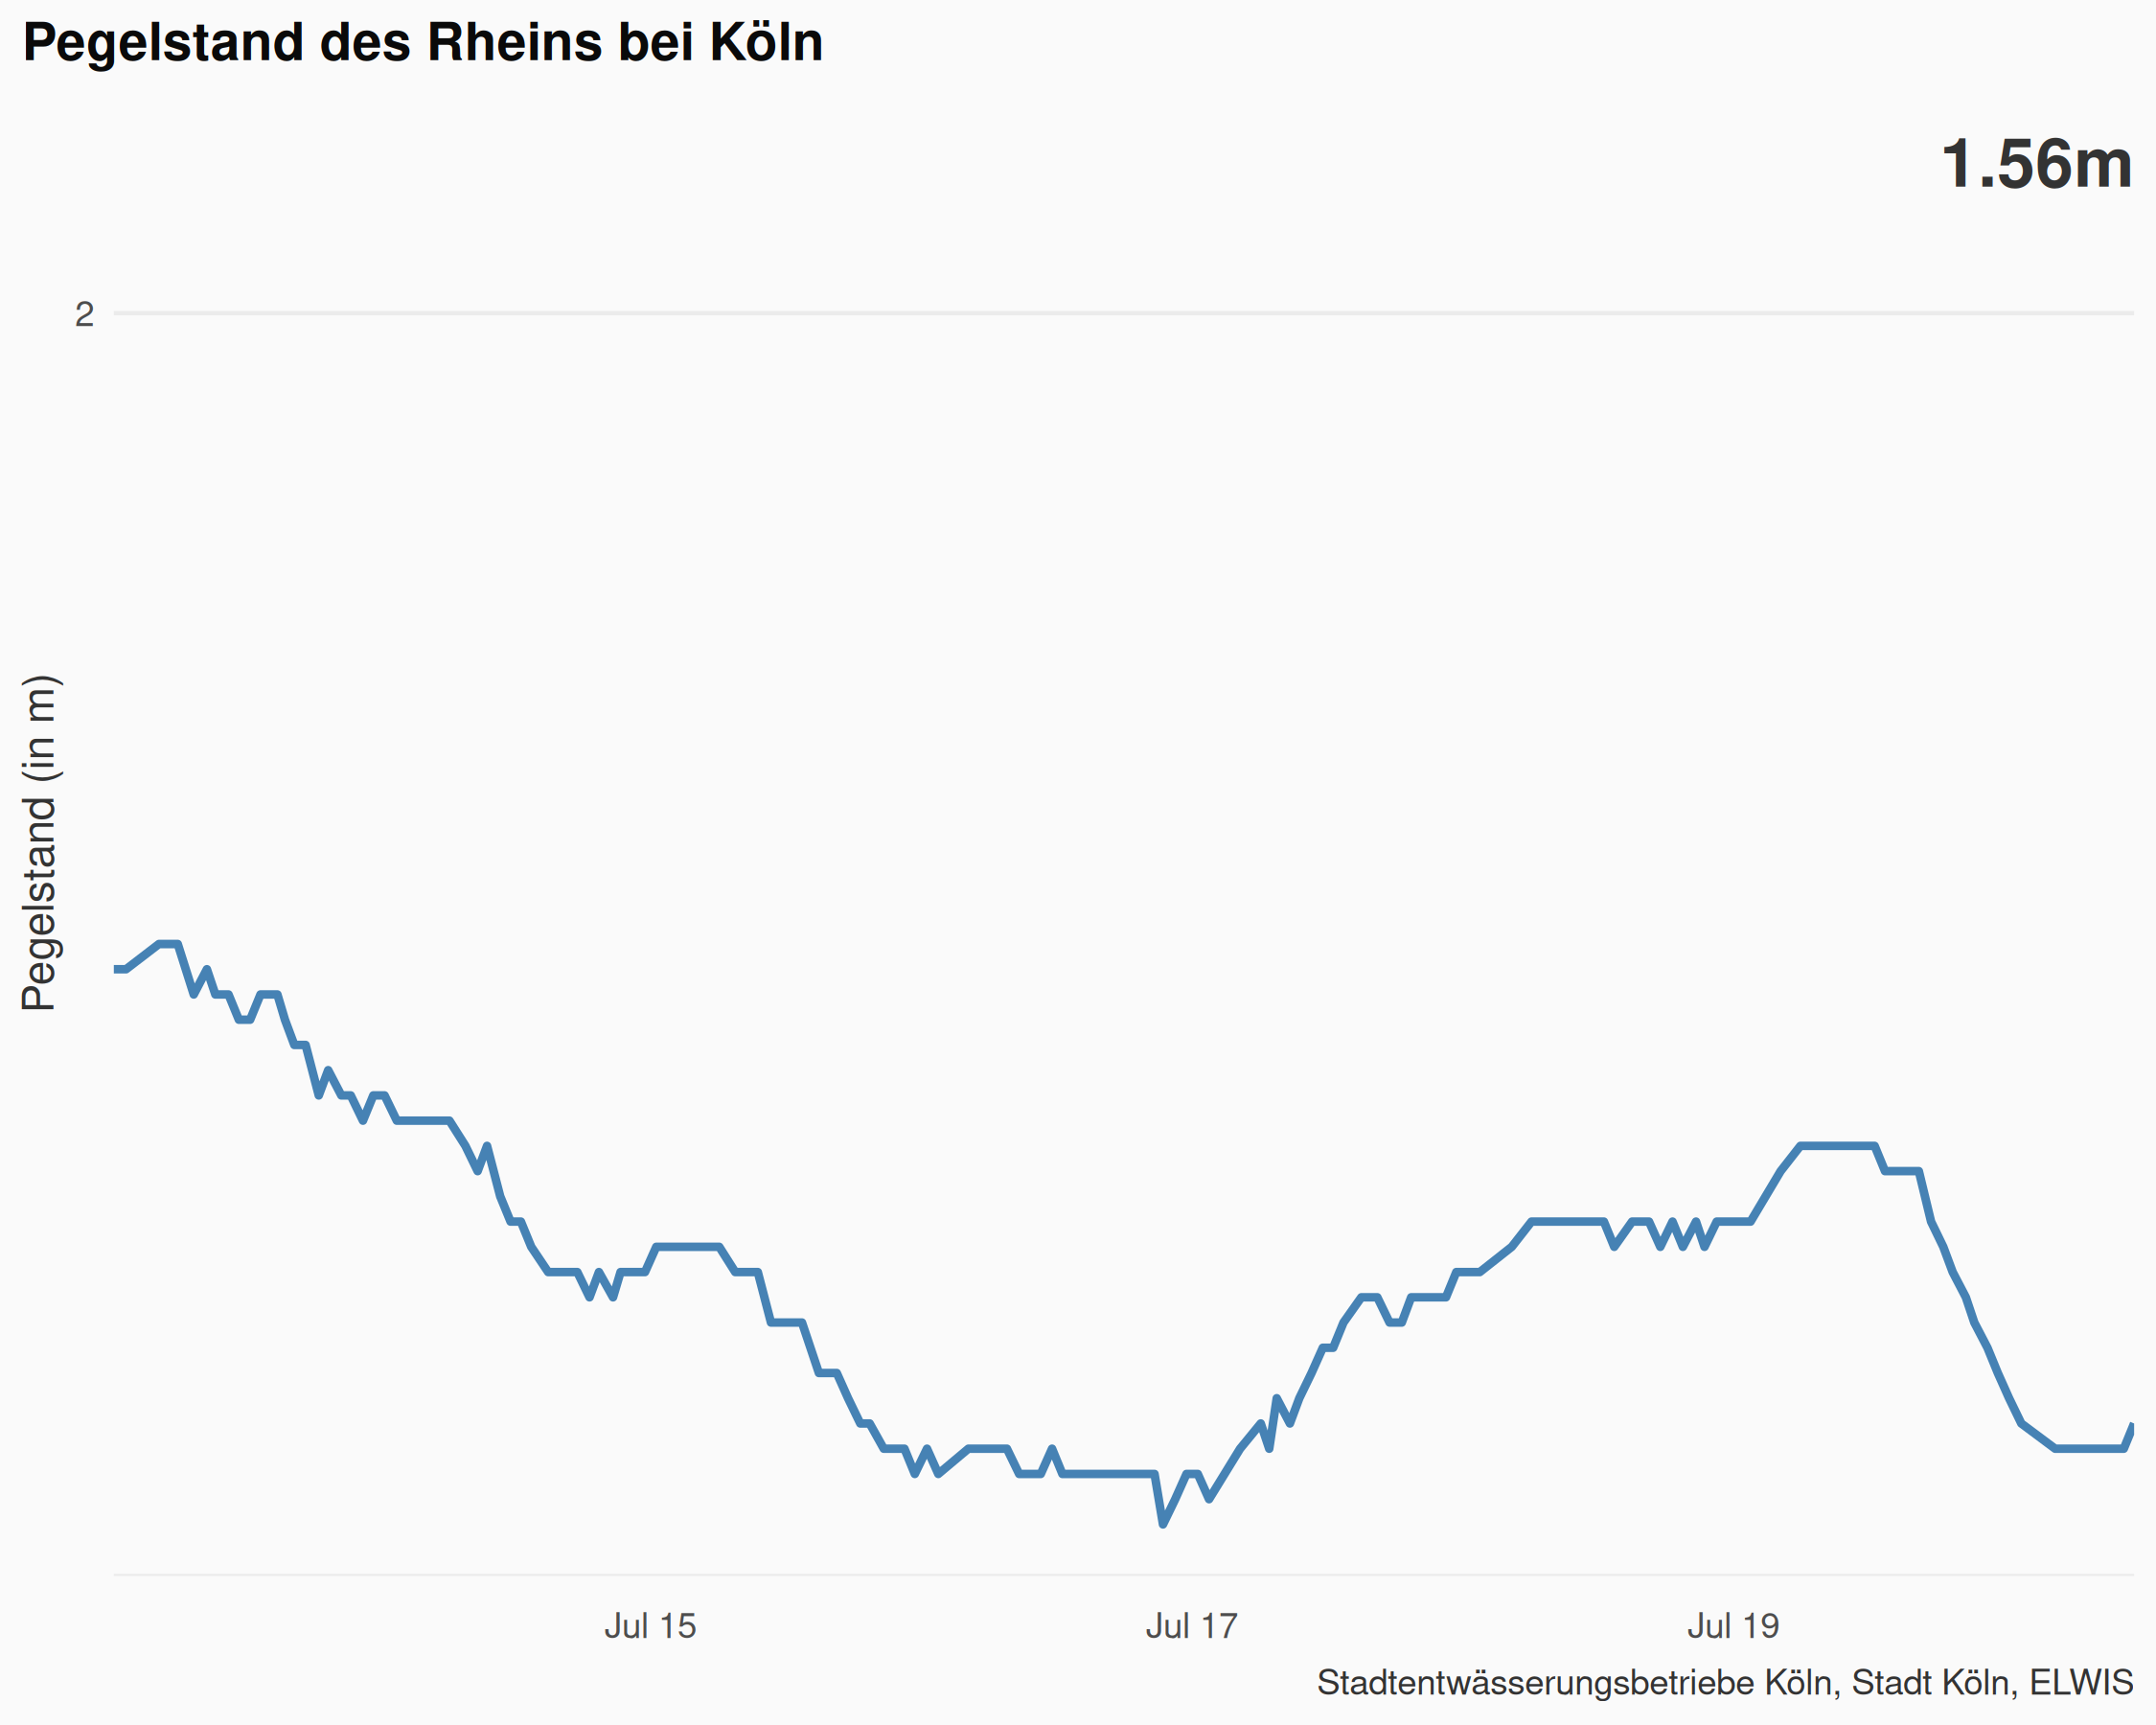 Pegelstand des Rheins bei Köln
1.56m
2
Pegelstand (in m)
Jul 15
Jul 17
Jul 19
Stadtentwässerungsbetriebe Köln, Stadt Köln, ELWIS